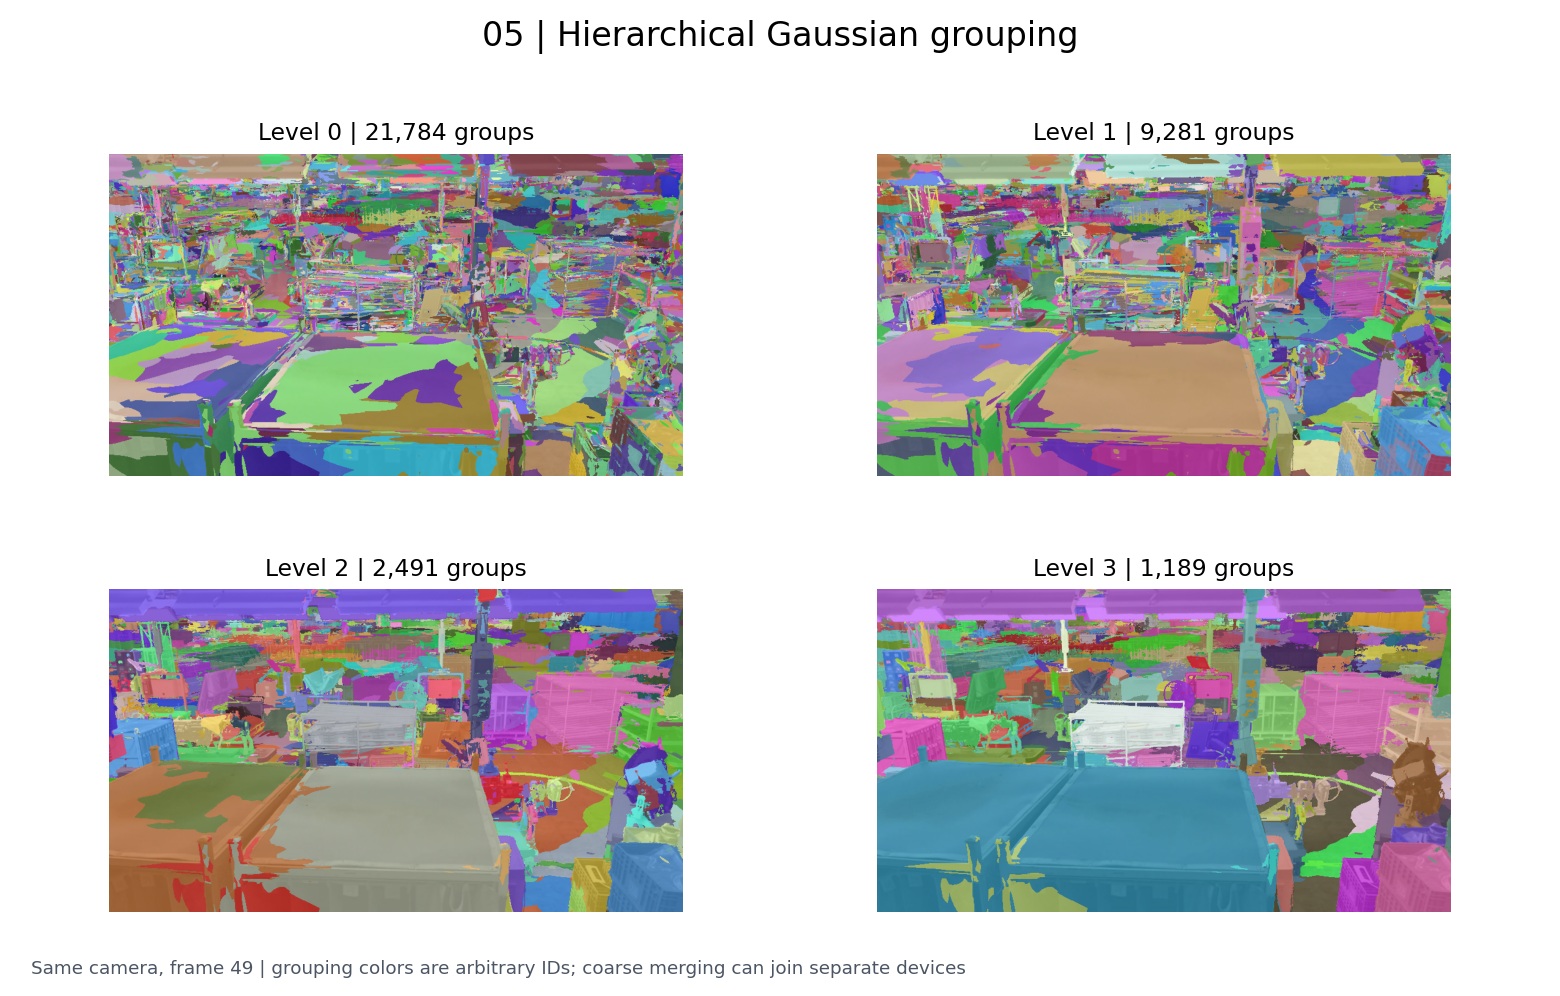 05 | Hierarchical Gaussian grouping
Level 0 | 21,784 groups
Level 1 | 9,281 groups
Level 2 | 2,491 groups
Level 3 | 1,189 groups
Same camera, frame 49 | grouping colors are arbitrary IDs; coarse merging can join separate devices